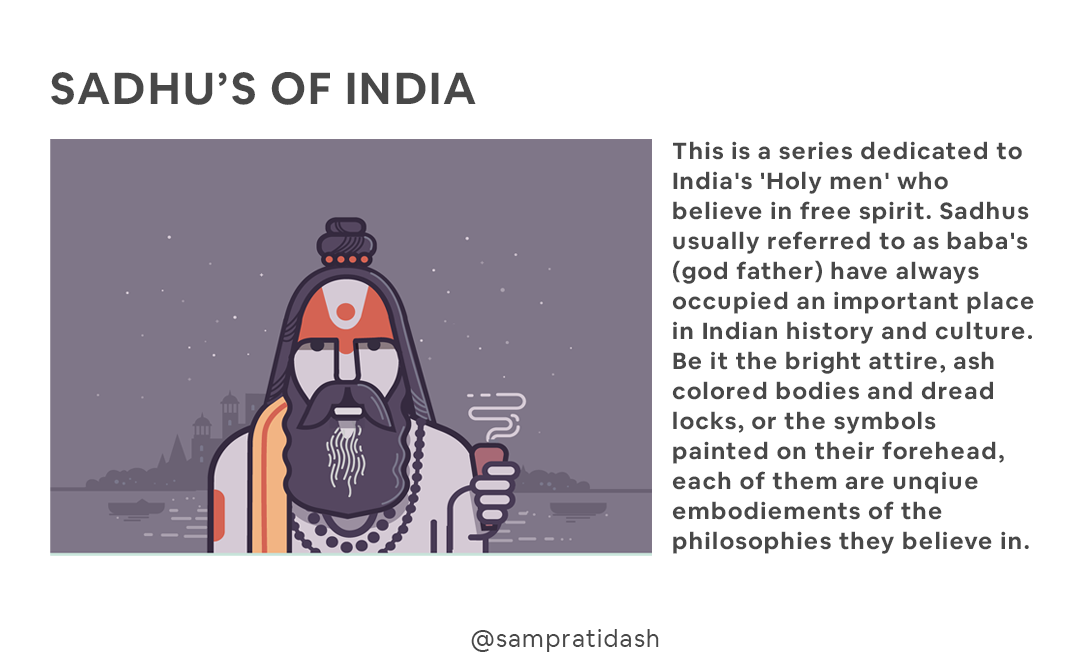 SADHU’S OF INDIA
This is a series dedicated to
India's 'Holy men' who
believe in free spirit. Sadhus
usually referred to as baba's
(god father) have always
occupied an important place
in Indian history and culture.
Be it the bright attire, ash
colored bodies and dread
locks, or the symbols
painted on their forehead,
each of them are unqiue
embodiements of the
philosophies they believe in.
@sampratidash